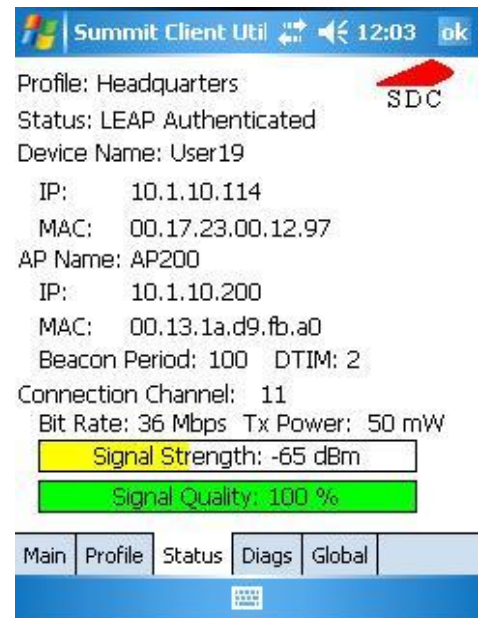 Summit Client Util 12:03 ok
Profile: Headquarters
SDC
Status: LEAP Authenticated
Device Name: User19
IP: 10.1.10.114
MAC: 00.17.23.00.12.97
AP Name: AP200
IP: 10.1.10.200
MAC: 00.13.1a.d9.fb.a0
Beacon Period: 100 DTIM: 2
Connection Channel: 11
Bit Rate: 36 Mbps Tx Power: 50 mW
Signal Strength: -65 dBm
Signal Quality: 100 %
Main Profile Status Diags Global